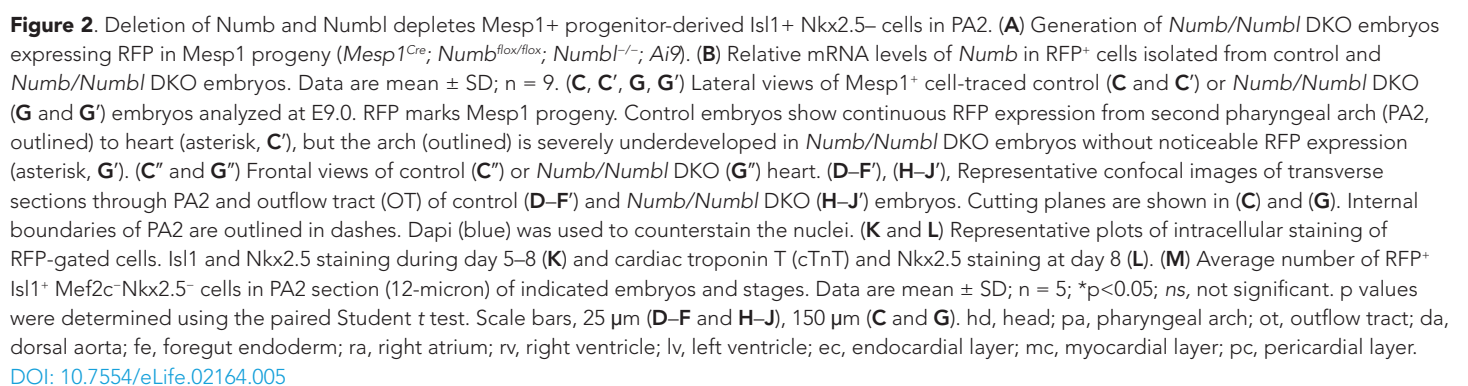 Figure 2. Deletion of Numb and Numbl depletes Mesp1+ progenitor-derived Isl1+ Nkx2.5– cells in PA2. (A) Generation of Numb/Numbl DKO embryos
expressing RFP in Mesp1 progeny (Mesp1Cre; Numbflox/flox; Numbl−/−; Ai9). (B) Relative mRNA levels of Numb in RFP+ cells isolated from control and
Numb/Numbl DKO embryos. Data are mean ± SD; n = 9. (C, C′, G, G′) Lateral views of Mesp1+ cell-traced control (C and C′) or Numb/Numbl DKO
(G and G′) embryos analyzed at E9.0. RFP marks Mesp1 progeny. Control embryos show continuous RFP expression from second pharyngeal arch (PA2,
outlined) to heart (asterisk, C′), but the arch (outlined) is severely underdeveloped in Numb/Numbl DKO embryos without noticeable RFP expression
(asterisk, G′). (C″ and G″) Frontal views of control (C″) or Numb/Numbl DKO (G″) heart. (D–F′), (H–J′), Representative confocal images of transverse
sections through PA2 and outflow tract (OT) of control (D–F′) and Numb/Numbl DKO (H–J′) embryos. Cutting planes are shown in (C) and (G). Internal
boundaries of PA2 are outlined in dashes. Dapi (blue) was used to counterstain the nuclei. (K and L) Representative plots of intracellular staining of
RFP-gated cells. Isl1 and Nkx2.5 staining during day 5–8 (K) and cardiac troponin T (cTnT) and Nkx2.5 staining at day 8 (L). (M) Average number of RFP+
Isl1+ Mef2c−Nkx2.5− cells in PA2 section (12-micron) of indicated embryos and stages. Data are mean ± SD; n = 5; *p<0.05; ns, not significant. p values
were determined using the paired Student t test. Scale bars, 25 μm (D–F and H–J), 150 μm (C and G). hd, head; pa, pharyngeal arch; ot, outflow tract; da,
dorsal aorta; fe, foregut endoderm; ra, right atrium; rv, right ventricle; lv, left ventricle; ec, endocardial layer; mc, myocardial layer; pc, pericardial layer.
DOI: 10.7554/eLife.02164.005